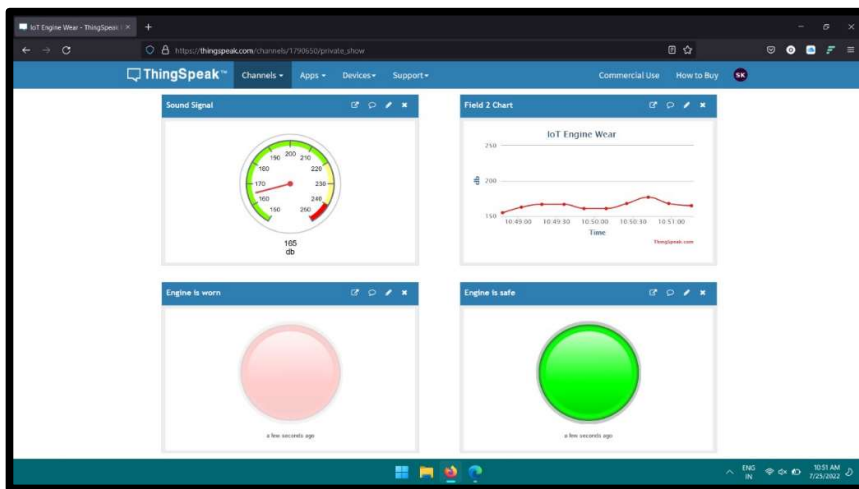 IoT Engine Wear - ThingSpeak I
https://thingspeak.com/channels/1790650/private_show
ThingSpeak™ Channels Apps Devices Support Commercial Use How to Buy SK
Sound Signal
150
160
170
180
190
200
210
220
230
240
260
165
db
Field 2 Chart
IoT Engine Wear
250
200
150
db
10:49:00 10:49:30 10:50:00 10:50:30 10:51:00
Time
ThingSpeak.com
Engine is worn
a few seconds ago
Engine is safe
a few seconds ago
ENG
IN
10:51 AM
7/25/2022